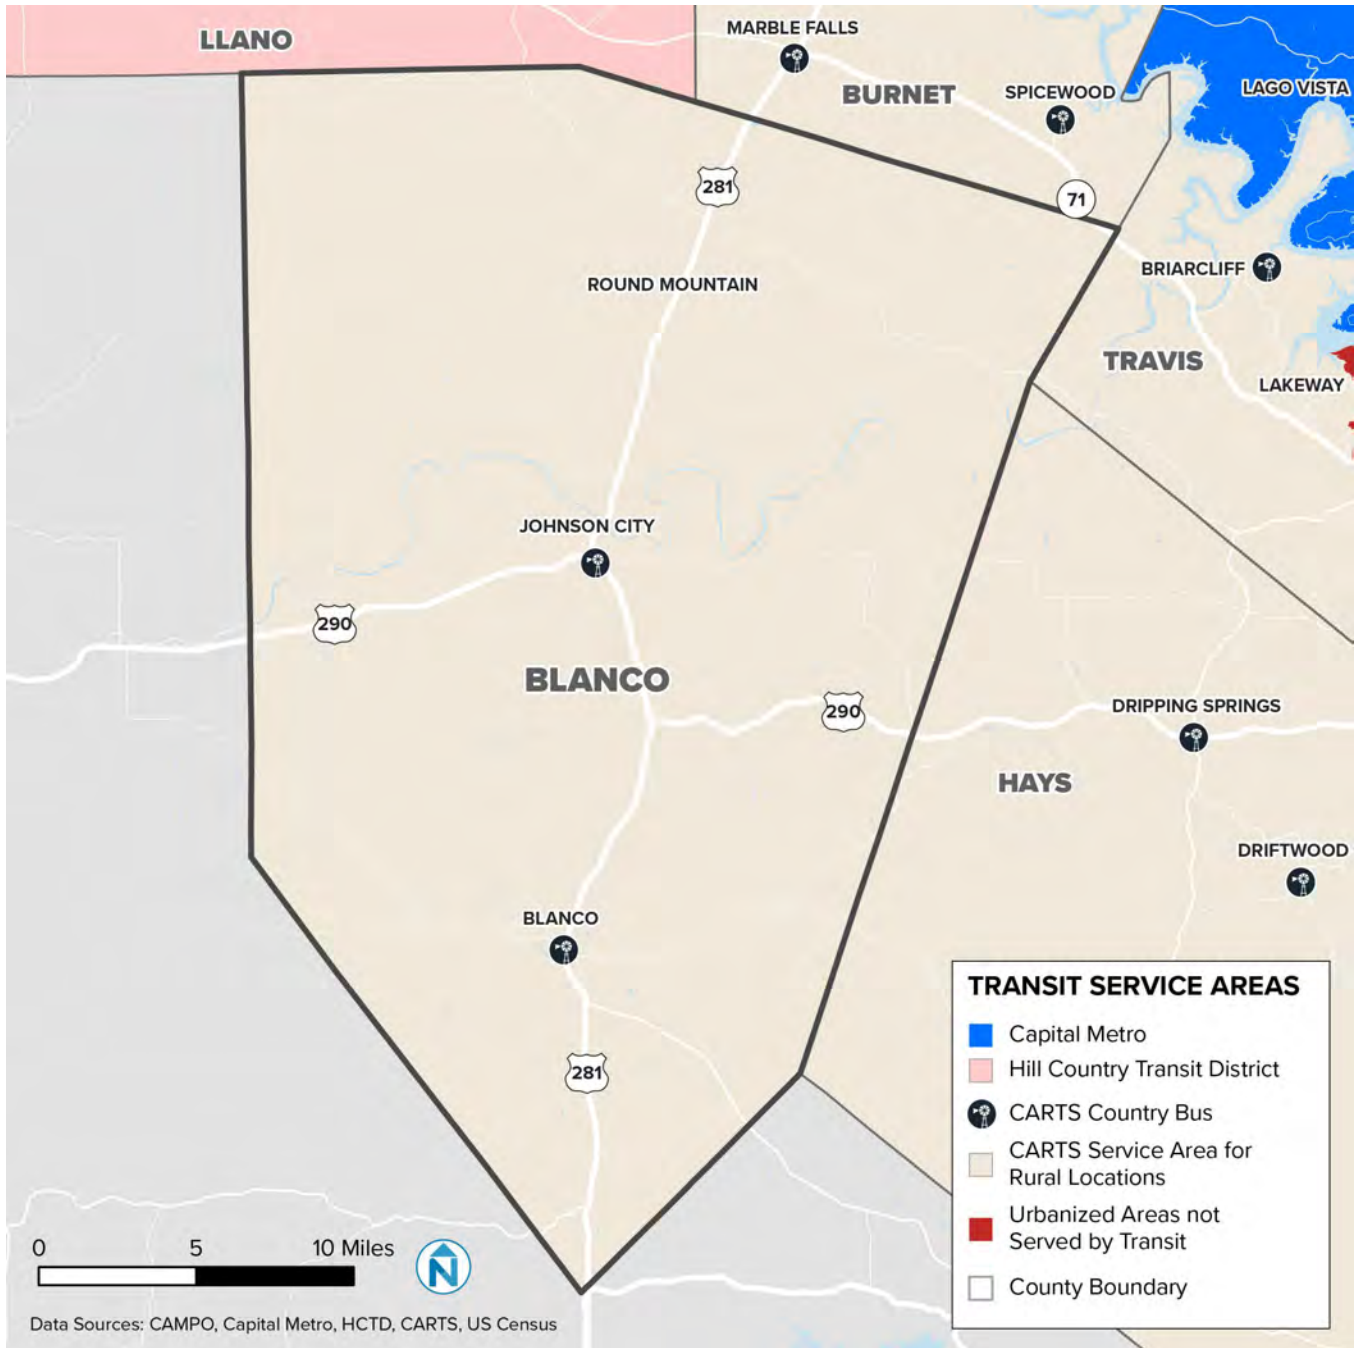 LLANO
MARBLE FALLS
BURNET
SPICEWOOD
LAGO VISTA
281
71
ROUND MOUNTAIN
BRIARCLIFF
TRAVIS
LAKEWAY
JOHNSON CITY
290
BLANCO
290
DRIPPING SPRINGS
HAYS
DRIFTWOOD
BLANCO
281
TRANSIT SERVICE AREAS
Capital Metro
Hill Country Transit District
CARTS Country Bus
CARTS Service Area for
Rural Locations
Urbanized Areas not
Served by Transit
County Boundary
0 5 10 Miles
N
Data Sources: CAMPO, Capital Metro, HCTD, CARTS, US Census